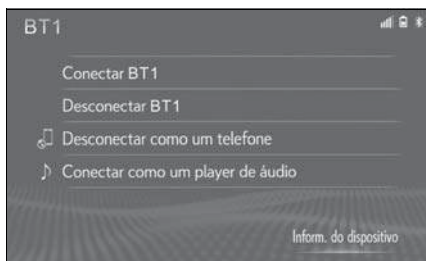 BT1
Conectar BT1
Desconectar BT1
Desconectar como um telefone
Conectar como um player de áudio
Inform. do dispositivo